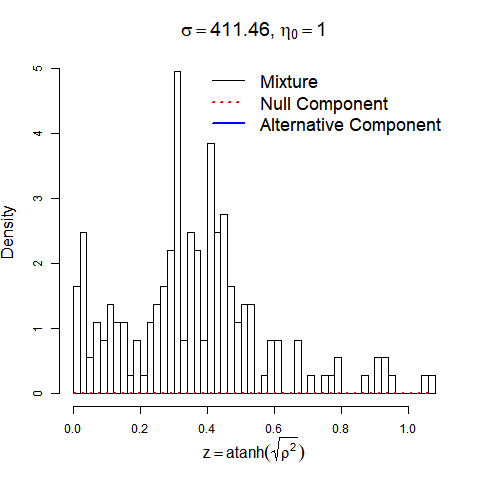 σ = 411.46, η₀ = 1
Mixture
Null Component
Alternative Component
Density
5
4
3
2
1
0
0.0 0.2 0.4 0.6 0.8 1.0
z = atanh(√ρ²)